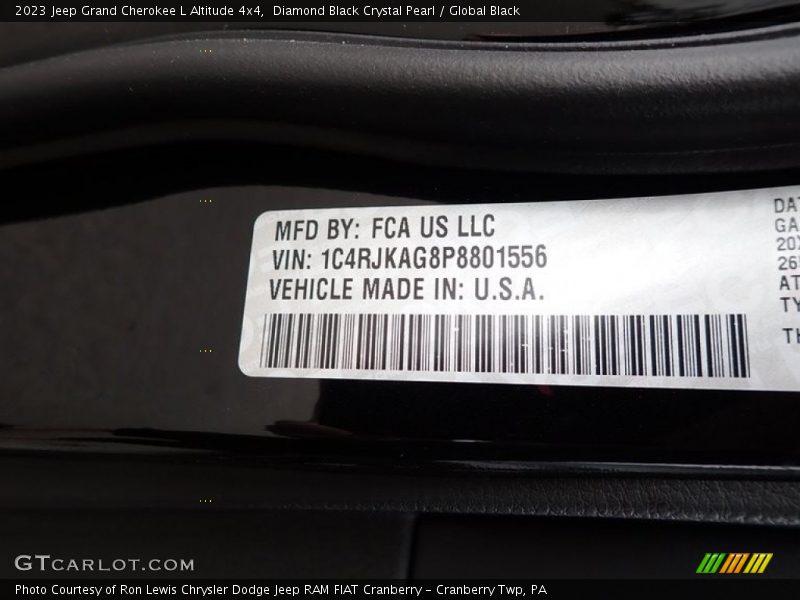 2023 Jeep Grand Cherokee L Altitude 4x4,  Diamond Black Crystal Pearl / Global Black
MFD BY: FCA US LLC
VIN: 1C4RJKAG8P8801556
VEHICLE MADE IN: U.S.A.
GTCARLOT.COM
Photo Courtesy of Ron Lewis Chrysler Dodge Jeep RAM FIAT Cranberry – Cranberry Twp, PA